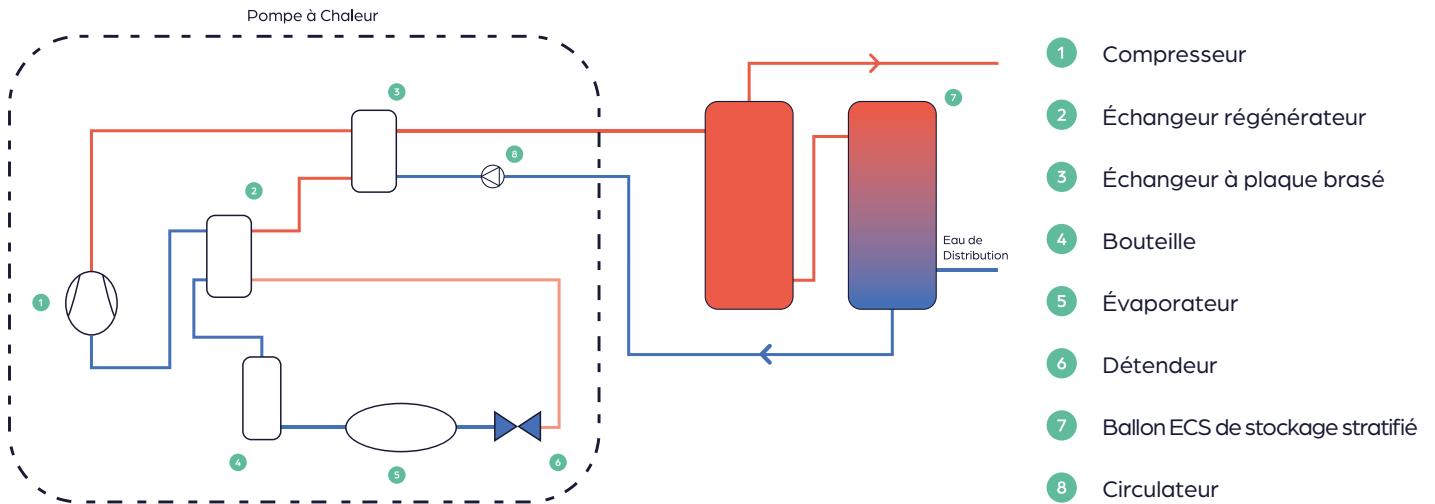 Pompe à Chaleur
3
7
8
2
Eau de
Distribution
1
4
5
6
1 Compresseur
2 Échangeur régénérateur
3 Échangeur à plaque brasé
4 Bouteille
5 Évaporateur
6 Détendeur
7 Ballon ECS de stockage stratifié
8 Circulateur